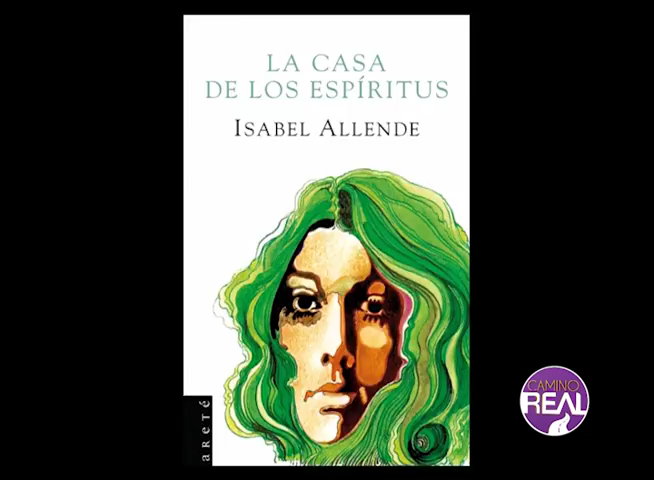 LA CASA
DE LOS ESPÍRITUS
ISABEL ALLENDE
areté
CAMINO
REAL